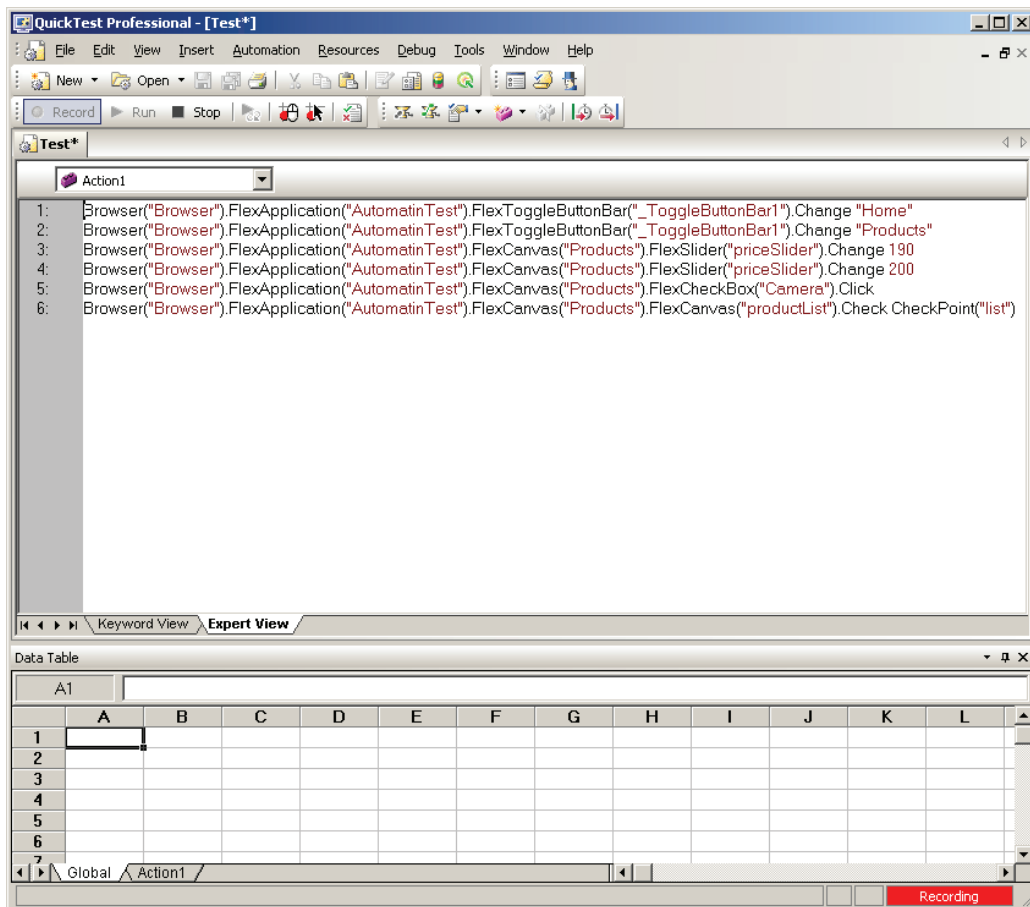 QuickTest Professional - [Test*]
File Edit View Insert Automation Resources Debug Tools Window Help
New Open
Record Run Stop
Test*
Action1
1: Browser("Browser").FlexApplication("AutomatinTest").FlexToggleButtonBar("_ToggleButtonBar1").Change "Home"
2: Browser("Browser").FlexApplication("AutomatinTest").FlexToggleButtonBar("_ToggleButtonBar1").Change "Products"
3: Browser("Browser").FlexApplication("AutomatinTest").FlexCanvas("Products").FlexSlider("priceSlider").Change 190
4: Browser("Browser").FlexApplication("AutomatinTest").FlexCanvas("Products").FlexSlider("priceSlider").Change 200
5: Browser("Browser").FlexApplication("AutomatinTest").FlexCanvas("Products").FlexCheckBox("Camera").Click
6: Browser("Browser").FlexApplication("AutomatinTest").FlexCanvas("Products").FlexCanvas("productList").Check CheckPoint("list")
Keyword View Expert View
Data Table
A1
A B C D E F G H I J K L
1
2
3
4
5
6
7
Global Action1
Recording